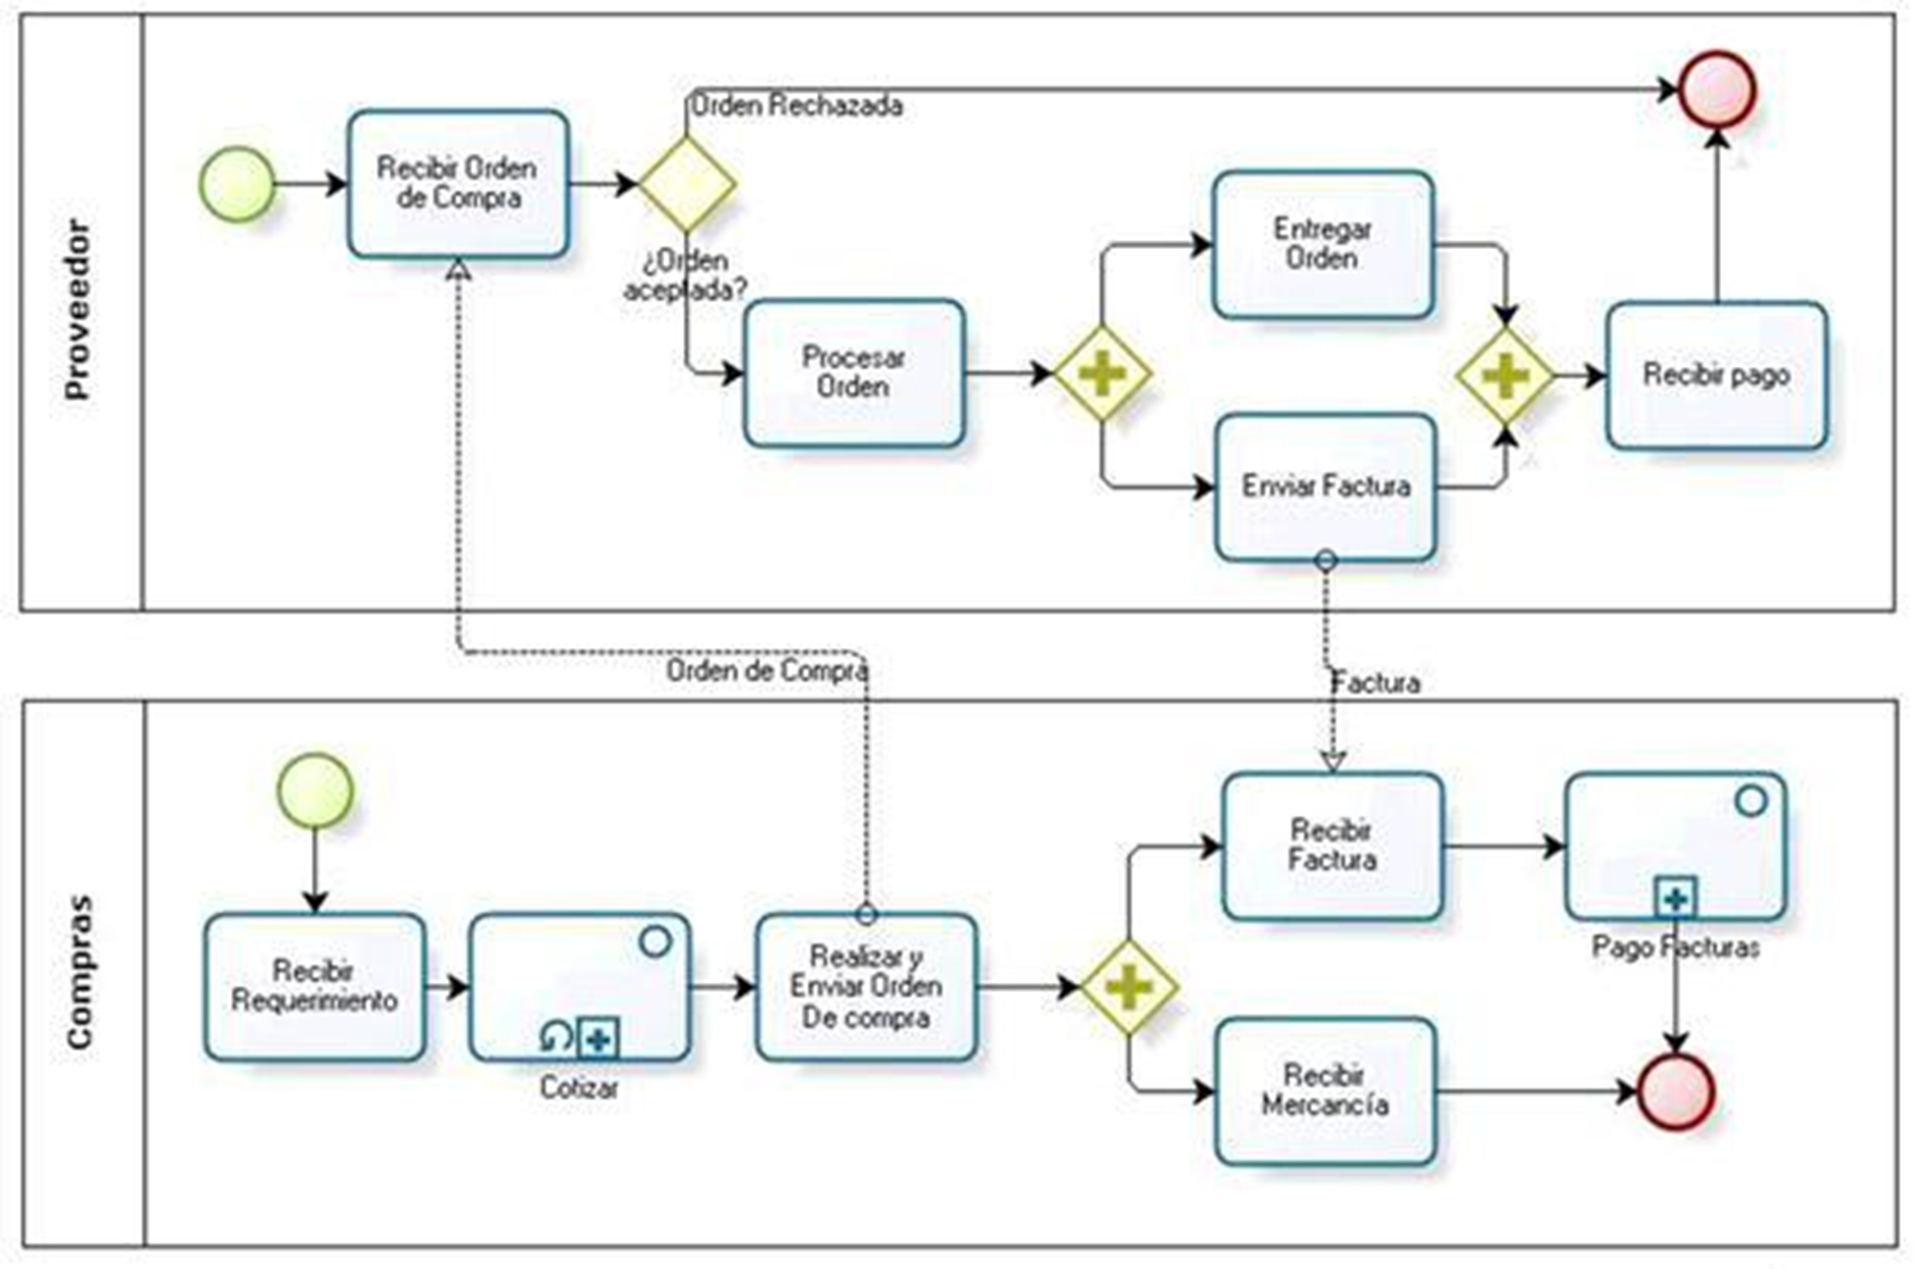 Proveedor
Orden Rechazada
Recibir Orden
de Compra
¿Orden
aceptada?
Procesar
Orden
Entregar
Orden
Enviar Factura
Recibir pago
Orden de Compra
Factura
Compras
Recibir
Requerimiento
Cotizar
Realizar y
Enviar Orden
De compra
Recibir
Factura
Pago Facturas
Recibir
Mercancía